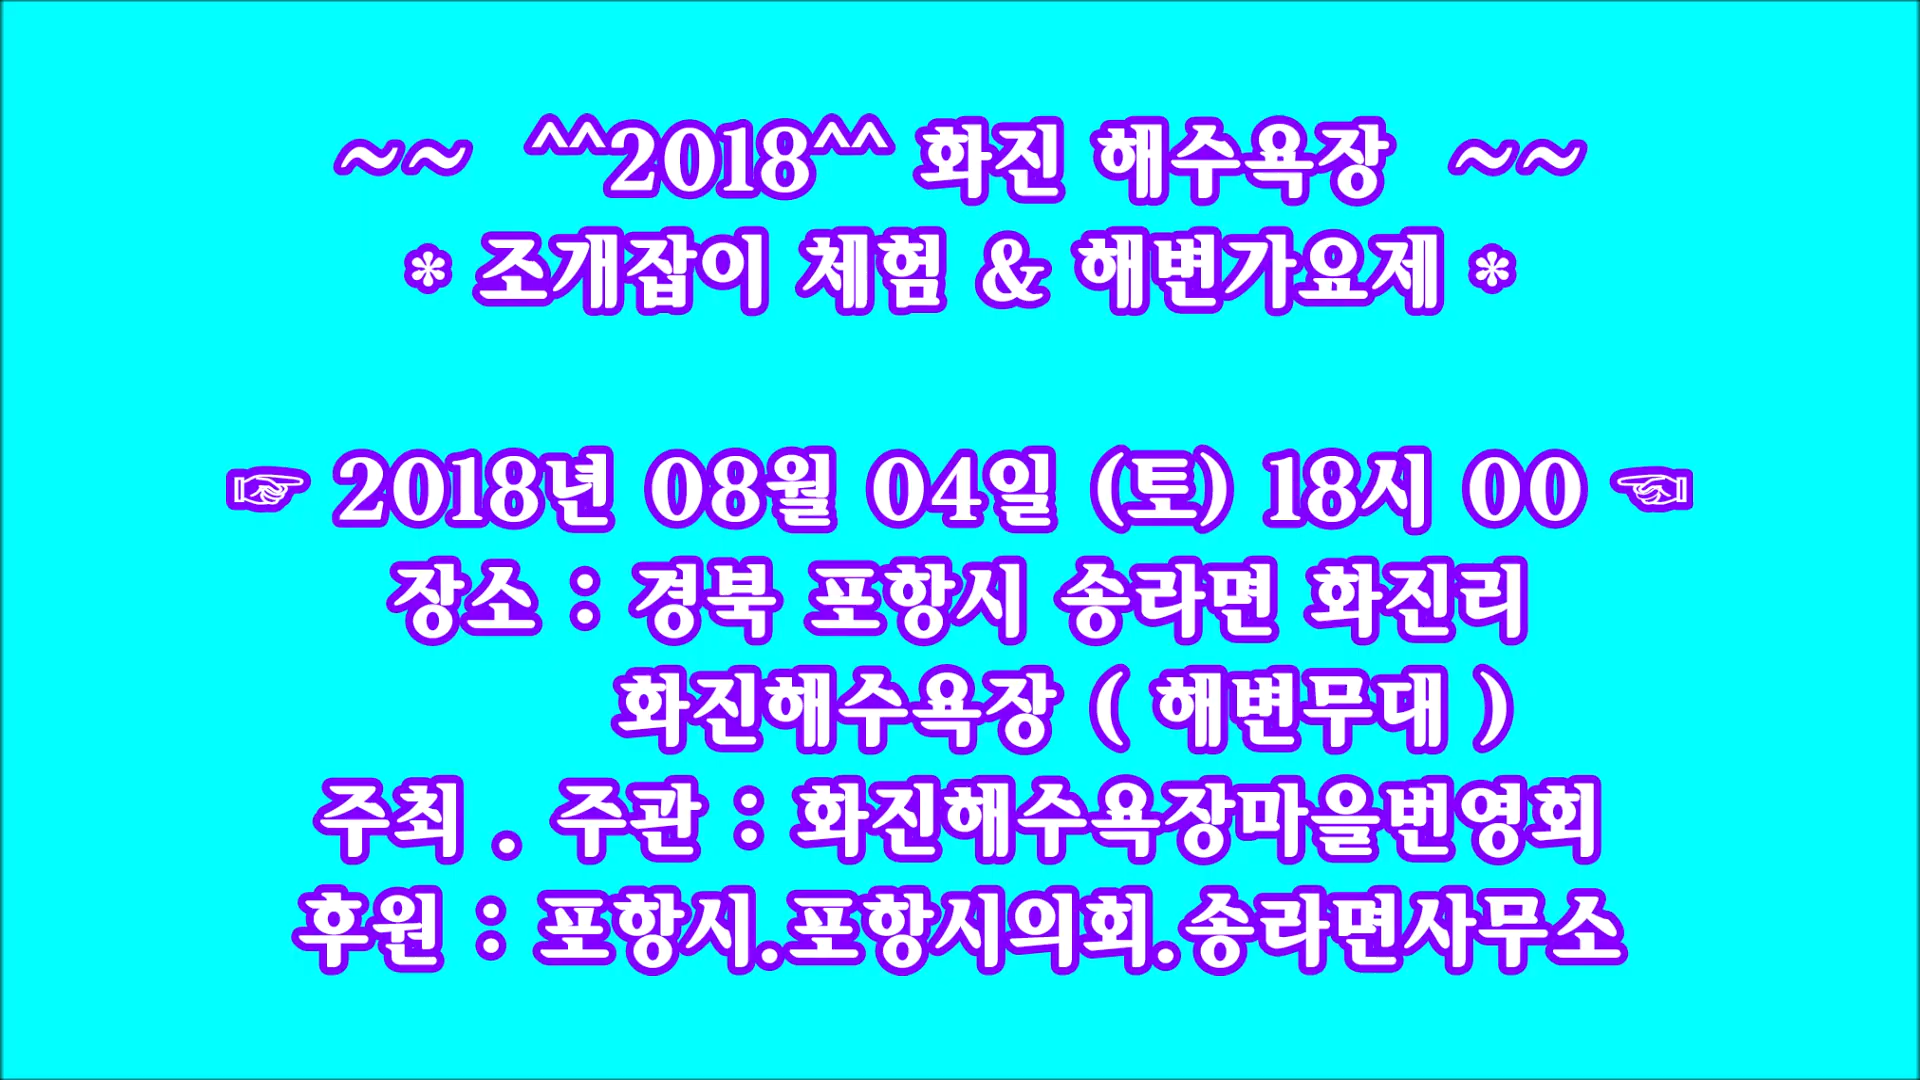 ~~ ^^2018^^ 화진 해수욕장 ~~
* 조개잡이 체험 & 해변가요제 *
☞ 2018년 08월 04일 (토) 18시 00 ☜
장소 : 경북 포항시 송라면 화진리
화진해수욕장 ( 해변무대 )
주최 . 주관 : 화진해수욕장마을번영회
후원 : 포항시.포항시의회.송라면사무소